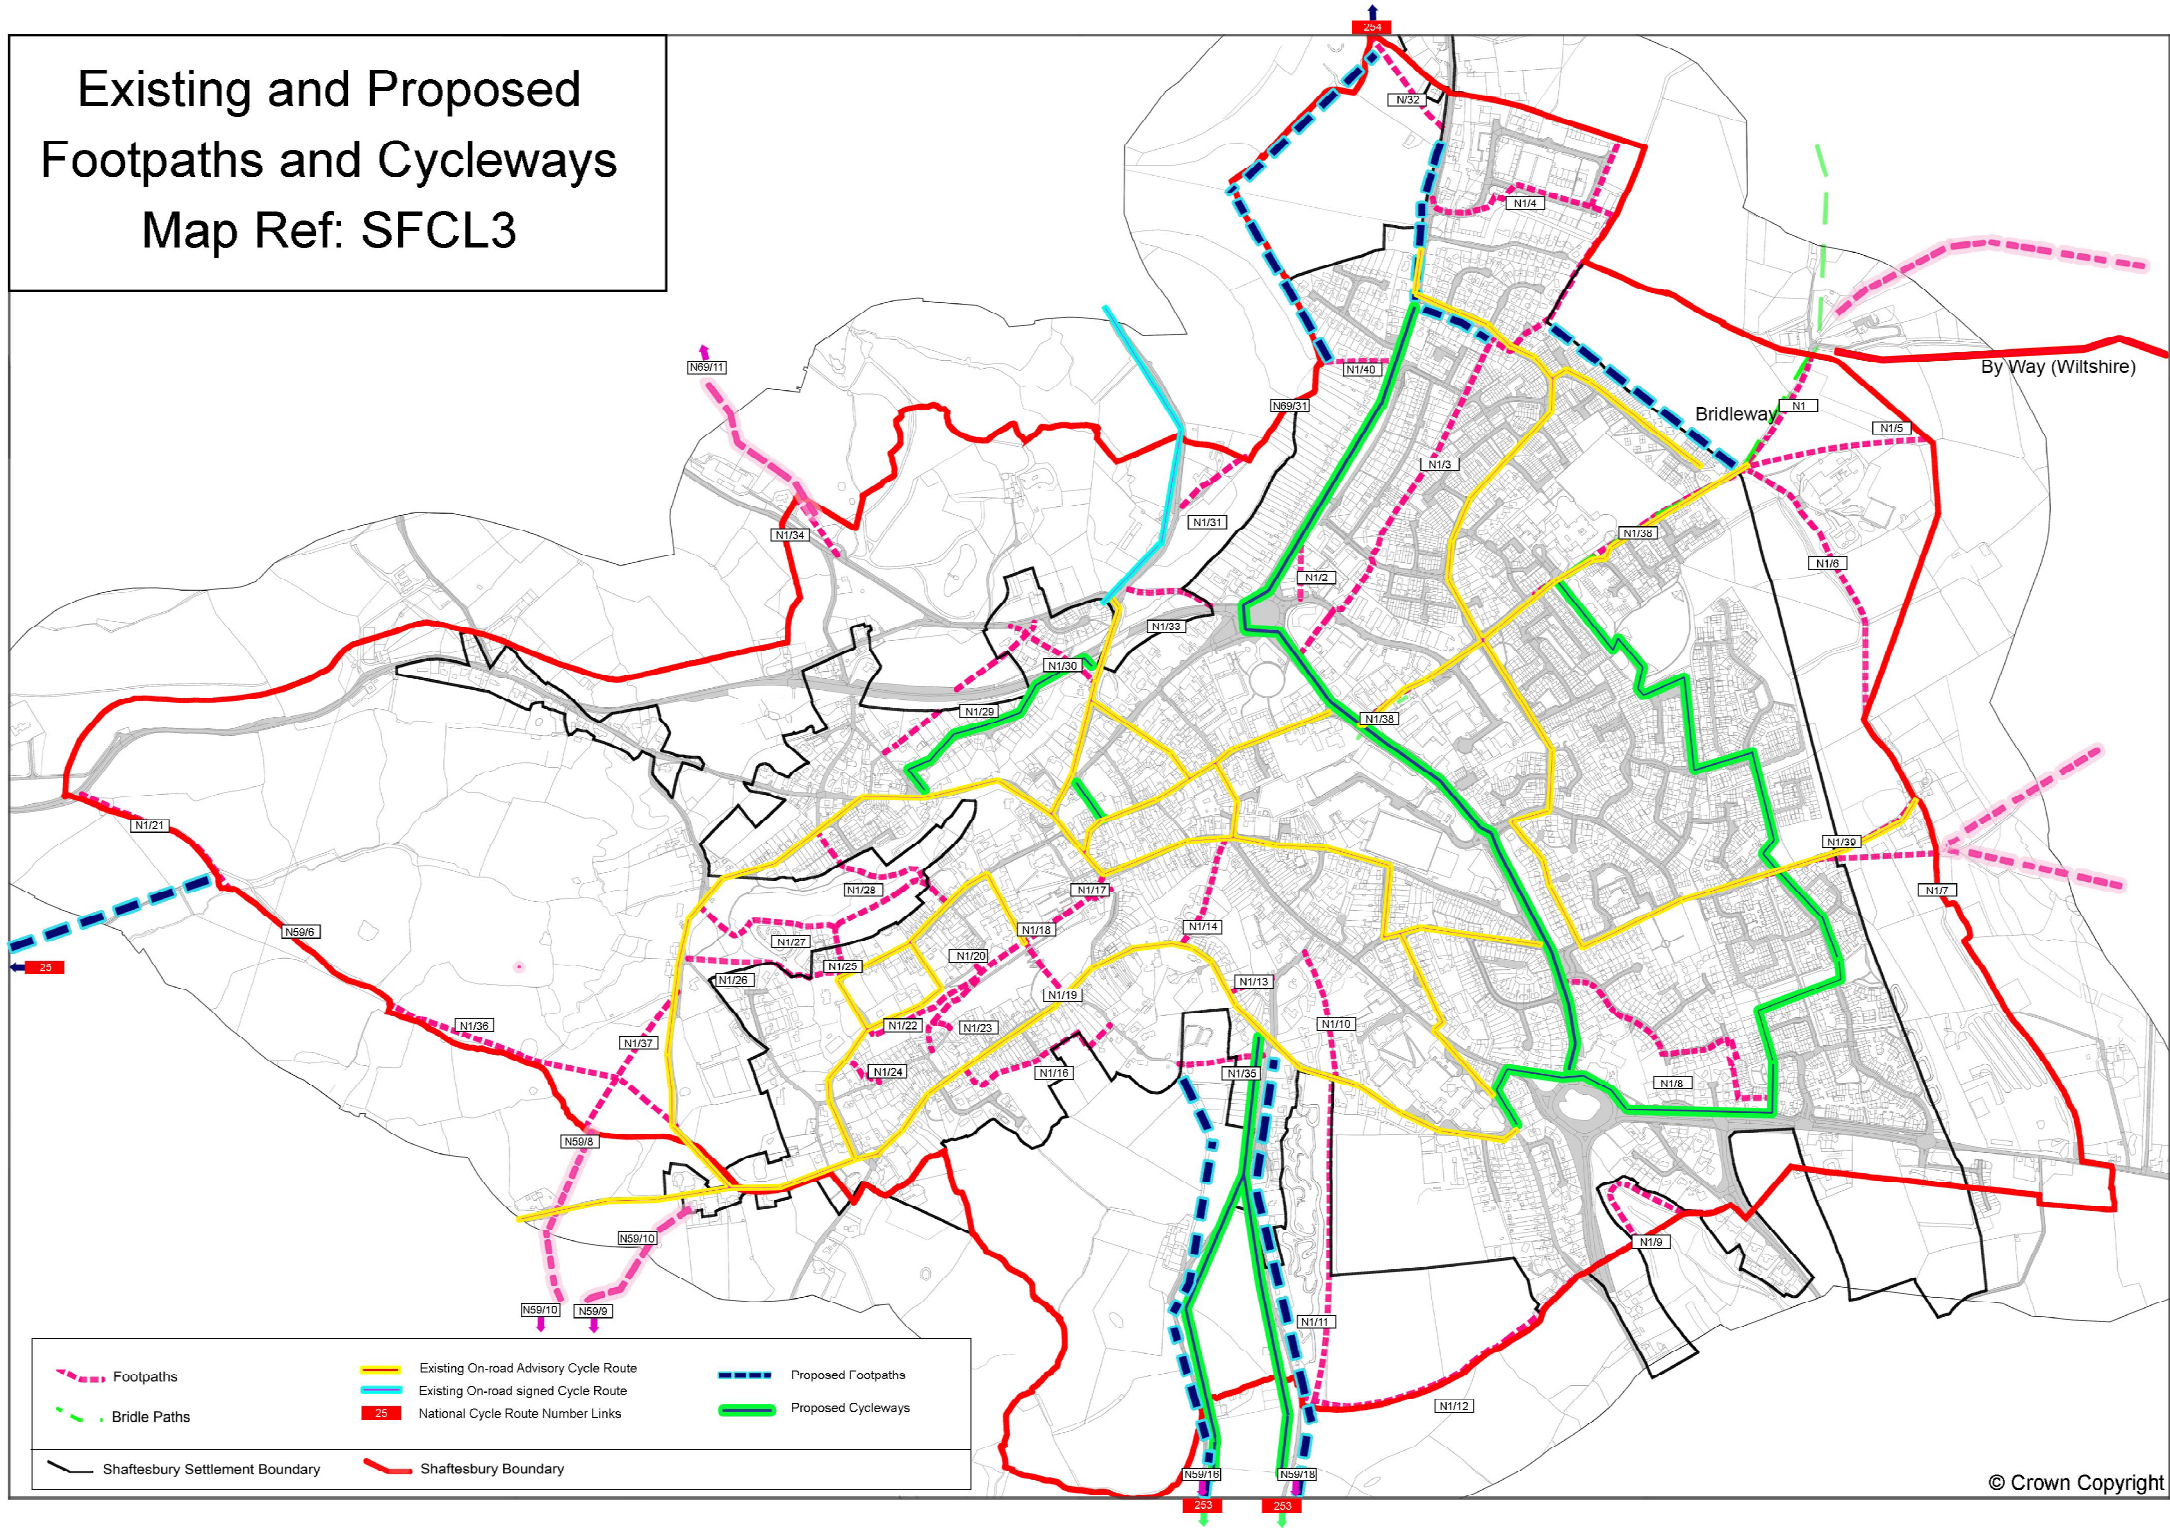 254
Existing and Proposed
Footpaths and Cycleways
Map Ref: SFCL3
N/32
N1/4
N69/11
N1/40
By Way (Wiltshire)
N69/31
Bridleway
N1
N1/5
N1/3
N1/31
N1/34
N1/38
N1/6
N1/2
N1/33
N1/30
N1/29
N1/38
N1/21
N1/39
N1/28
N1/17
N1/7
N59/6
N1/18
N1/14
N1/27
N1/20
N1/25
25
N1/26
N1/13
N1/19
N1/36
N1/22
N1/23
N1/10
N1/37
N1/24
N1/16
N1/35
N1/8
N59/8
N59/10
N1/9
N59/10
N59/9
N1/11
Footpaths
Existing On-road Advisory Cycle Route
Proposed Footpaths
Existing On-road signed Cycle Route
Bridle Paths
25
National Cycle Route Number Links
Proposed Cycleways
N1/12
Shaftesbury Settlement Boundary
Shaftesbury Boundary
N59/16
N59/18
© Crown Copyright
253
253